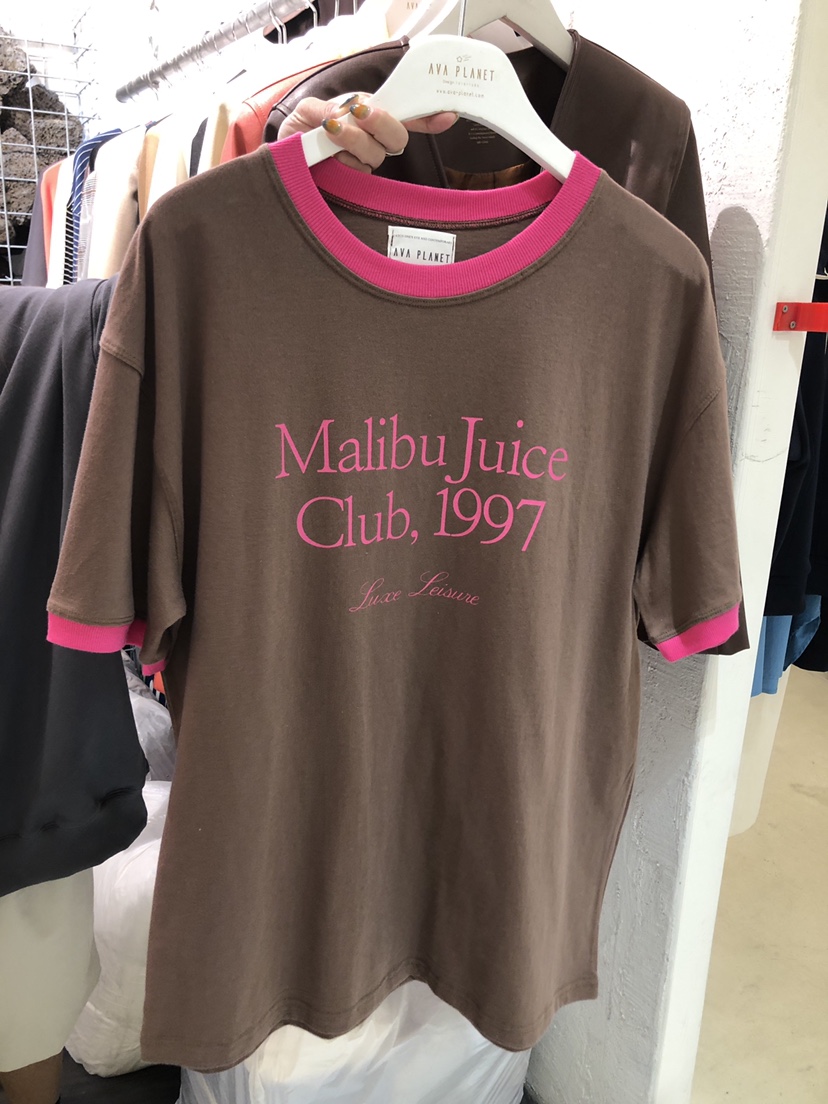 AVA PLANET
AVA PLANET
Malibu Juice
Club, 1997
Luxe Leisure